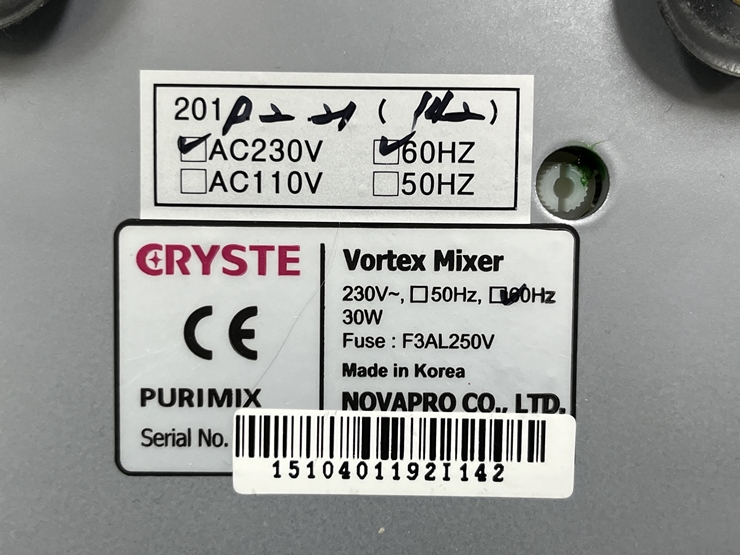 201
AC230V 60HZ
AC110V 50HZ
CRYSTE
CE
PURIMIX
Serial No.
Vortex Mixer
230V~, 50Hz, 60Hz
30W
Fuse : F3AL250V
Made in Korea
NOVAPRO CO., LTD.
1510401192I142